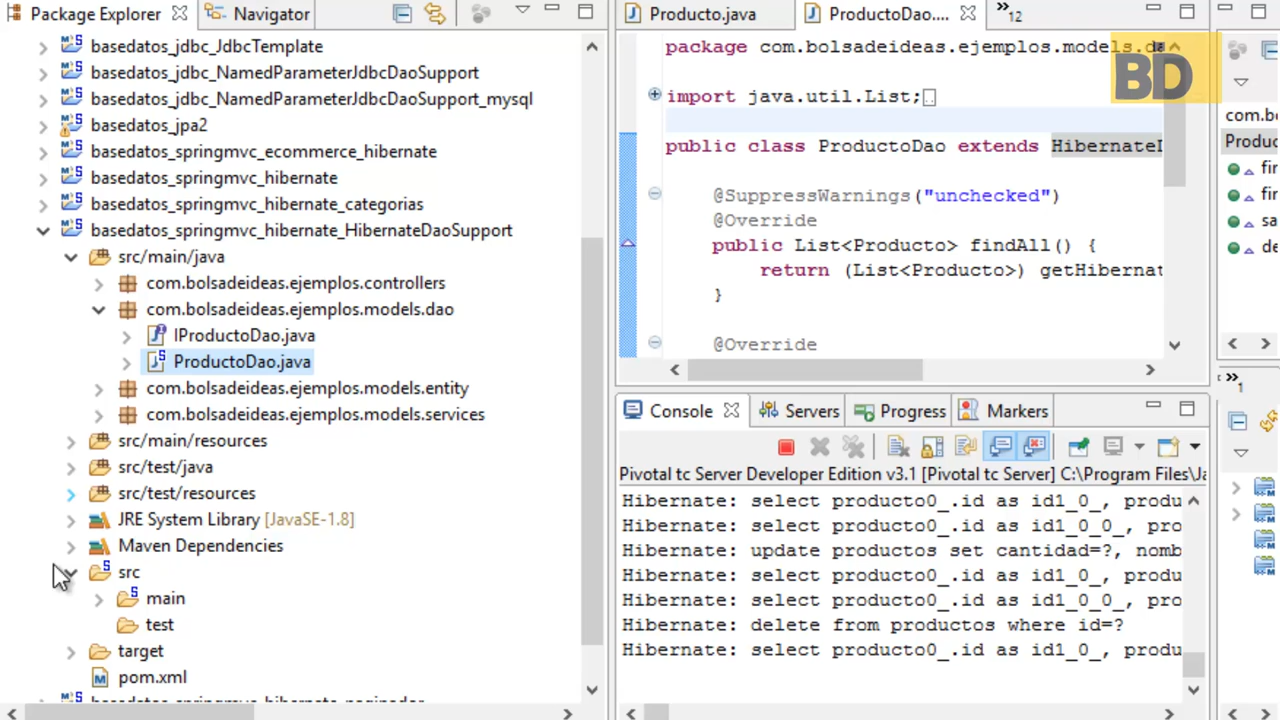 Package Explorer
Navigator
basedatos_jdbc_JdbcTemplate
basedatos_jdbc_NamedParameterJdbcDaoSupport
basedatos_jdbc_NamedParameterJdbcDaoSupport_mysql
basedatos_jpa2
basedatos_springmvc_ecommerce_hibernate
basedatos_springmvc_hibernate
basedatos_springmvc_hibernate_categorias
basedatos_springmvc_hibernate_HibernateDaoSupport
src/main/java
com.bolsadeideas.ejemplos.controllers
com.bolsadeideas.ejemplos.models.dao
IProductoDao.java
ProductoDao.java
com.bolsadeideas.ejemplos.models.entity
com.bolsadeideas.ejemplos.models.services
src/main/resources
src/test/java
src/test/resources
JRE System Library [JavaSE-1.8]
Maven Dependencies
src
main
test
target
pom.xml
Producto.java
ProductoDao....
12
package com.bolsadeideas.ejemplos.models.da
import java.util.List;
public class ProductoDao extends HibernateD
@SuppressWarnings("unchecked")
@Override
public List<Producto> findAll() {
return (List<Producto>) getHibernat
}
@Override
BD
com.bo
Produc
fin
fin
sa
de
1
Console
Servers
Progress
Markers
Pivotal tc Server Developer Edition v3.1 [Pivotal tc Server] C:\Program Files\Ja
Hibernate: select producto0_.id as id1_0_, produ
Hibernate: select producto0_.id as id1_0_0_, pro
Hibernate: update productos set cantidad=?, nomb
Hibernate: select producto0_.id as id1_0_, produ
Hibernate: select producto0_.id as id1_0_0_, pro
Hibernate: delete from productos where id=?
Hibernate: select producto0_.id as id1_0_, produ